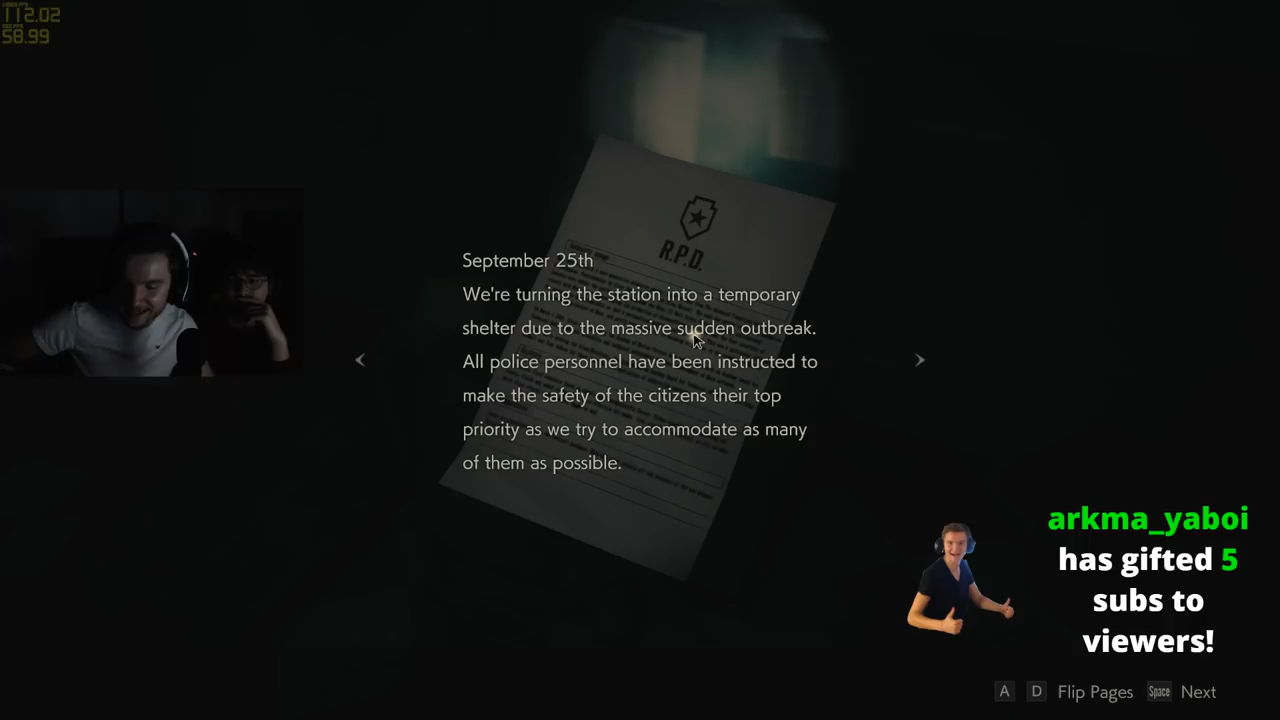 112.02
58.99
R.P.D.
September 25th
We're turning the station into a temporary
shelter due to the massive sudden outbreak.
All police personnel have been instructed to
make the safety of the citizens their top
priority as we try to accommodate as many
of them as possible.
arkma_yaboi
has gifted 5
subs to
viewers!
A D Flip Pages Space Next